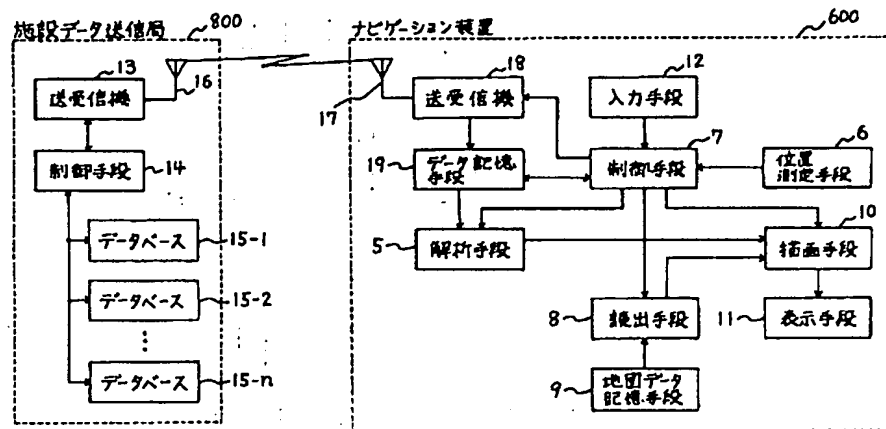 施設データ送信局
800
ナビゲーション装置
600
13
送受信機
16
14
制御手段
データベース
15-1
データベース
15-2
データベース
15-n
17
18
送受信機
12
入力手段
19
データ記憶
手段
7
制御手段
6
位置
測定手段
5
解析手段
10
描画手段
8
読出手段
11
表示手段
9
地図データ
記憶手段